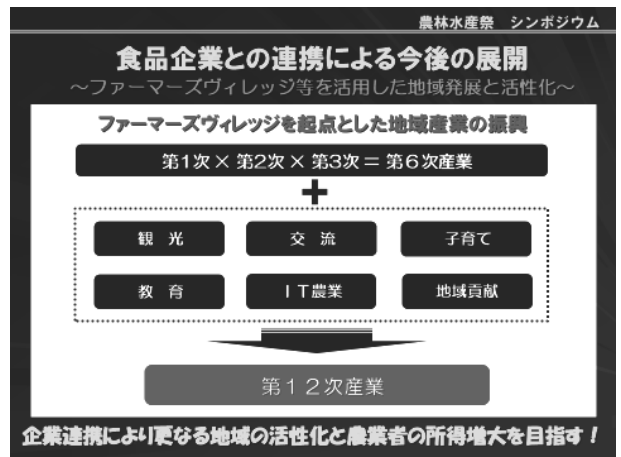 農林水産祭 シンポジウム
食品企業との連携による今後の展開
～ファーマーズヴィレッジ等を活用した地域発展と活性化～
ファーマーズヴィレッジを起点とした地域産業の振興
第1次×第2次×第3次＝第6次産業
+
観 光
交 流
子育て
教 育
ＩＴ農業
地域貢献
第１２次産業
企業連携により更なる地域の活性化と農業者の所得増大を目指す！